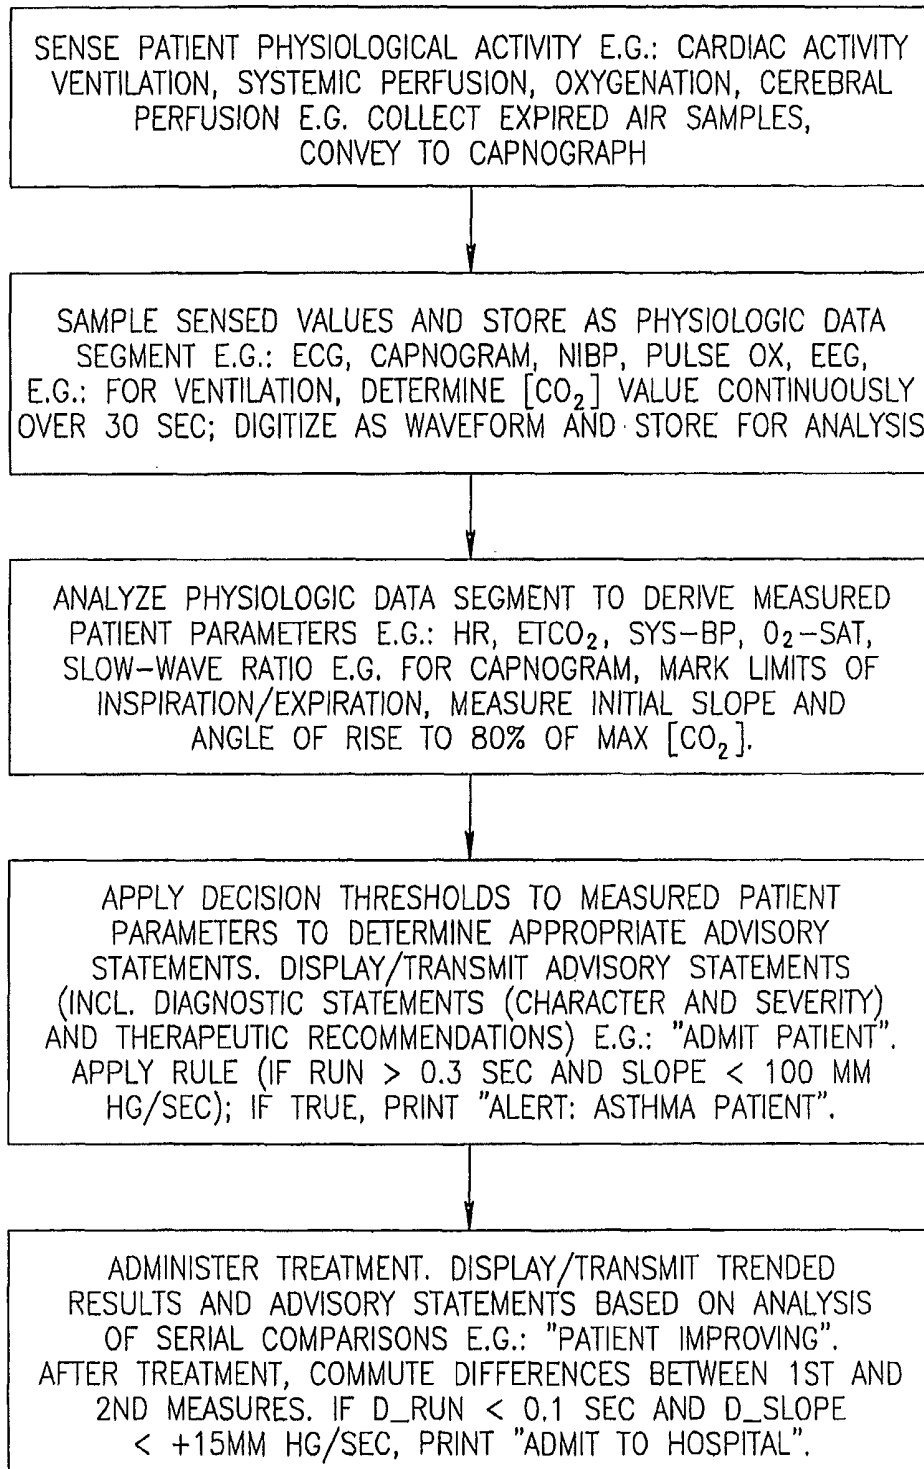 SENSE PATIENT PHYSIOLOGICAL ACTIVITY E.G.: CARDIAC ACTIVITY
VENTILATION, SYSTEMIC PERFUSION, OXYGENATION, CEREBRAL
PERFUSION E.G. COLLECT EXPIRED AIR SAMPLES,
CONVEY TO CAPNOGRAPH
SAMPLE SENSED VALUES AND STORE AS PHYSIOLOGIC DATA
SEGMENT E.G.: ECG, CAPNOGRAM, NIBP, PULSE OX, EEG,
E.G.: FOR VENTILATION, DETERMINE [CO₂] VALUE CONTINUOUSLY
OVER 30 SEC; DIGITIZE AS WAVEFORM AND STORE FOR ANALYSIS
ANALYZE PHYSIOLOGIC DATA SEGMENT TO DERIVE MEASURED
PATIENT PARAMETERS E.G.: HR, ETCO₂, SYS-BP, O₂-SAT,
SLOW-WAVE RATIO E.G. FOR CAPNOGRAM, MARK LIMITS OF
INSPIRATION/EXPIRATION, MEASURE INITIAL SLOPE AND
ANGLE OF RISE TO 80% OF MAX [CO₂].
APPLY DECISION THRESHOLDS TO MEASURED PATIENT
PARAMETERS TO DETERMINE APPROPRIATE ADVISORY
STATEMENTS. DISPLAY/TRANSMIT ADVISORY STATEMENTS
(INCL. DIAGNOSTIC STATEMENTS (CHARACTER AND SEVERITY)
AND THERAPEUTIC RECOMMENDATIONS) E.G.: "ADMIT PATIENT".
APPLY RULE (IF RUN > 0.3 SEC AND SLOPE < 100 MM
HG/SEC); IF TRUE, PRINT "ALERT: ASTHMA PATIENT".
ADMINISTER TREATMENT. DISPLAY/TRANSMIT TRENDED
RESULTS AND ADVISORY STATEMENTS BASED ON ANALYSIS
OF SERIAL COMPARISONS E.G.: "PATIENT IMPROVING".
AFTER TREATMENT, COMMUTE DIFFERENCES BETWEEN 1ST AND
2ND MEASURES. IF D_RUN < 0.1 SEC AND D_SLOPE
< +15MM HG/SEC, PRINT "ADMIT TO HOSPITAL".